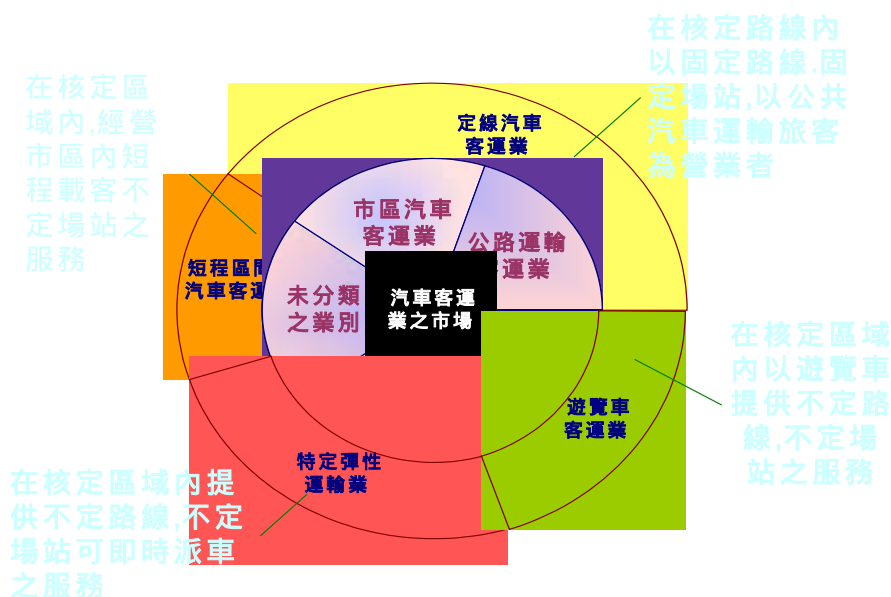 在核定路線內
以固定路線.固
定場站,以公共
汽車運輸旅客
為營業者
在核定區
域內,經營
市區內短
程載客不
定場站之
服務
定線汽車
客運業
市區汽車
客運業
公路運輸
運業
短程區間
汽車客運
未分類
之業別
汽車客運
業之市場
在核定區域
內以遊覽車
提供不定路
線,不定場
站之服務
遊覽車
客運業
特定彈性
運輸業
在核定區域內提
供不定路線,不定
場站可即時派車
之服務